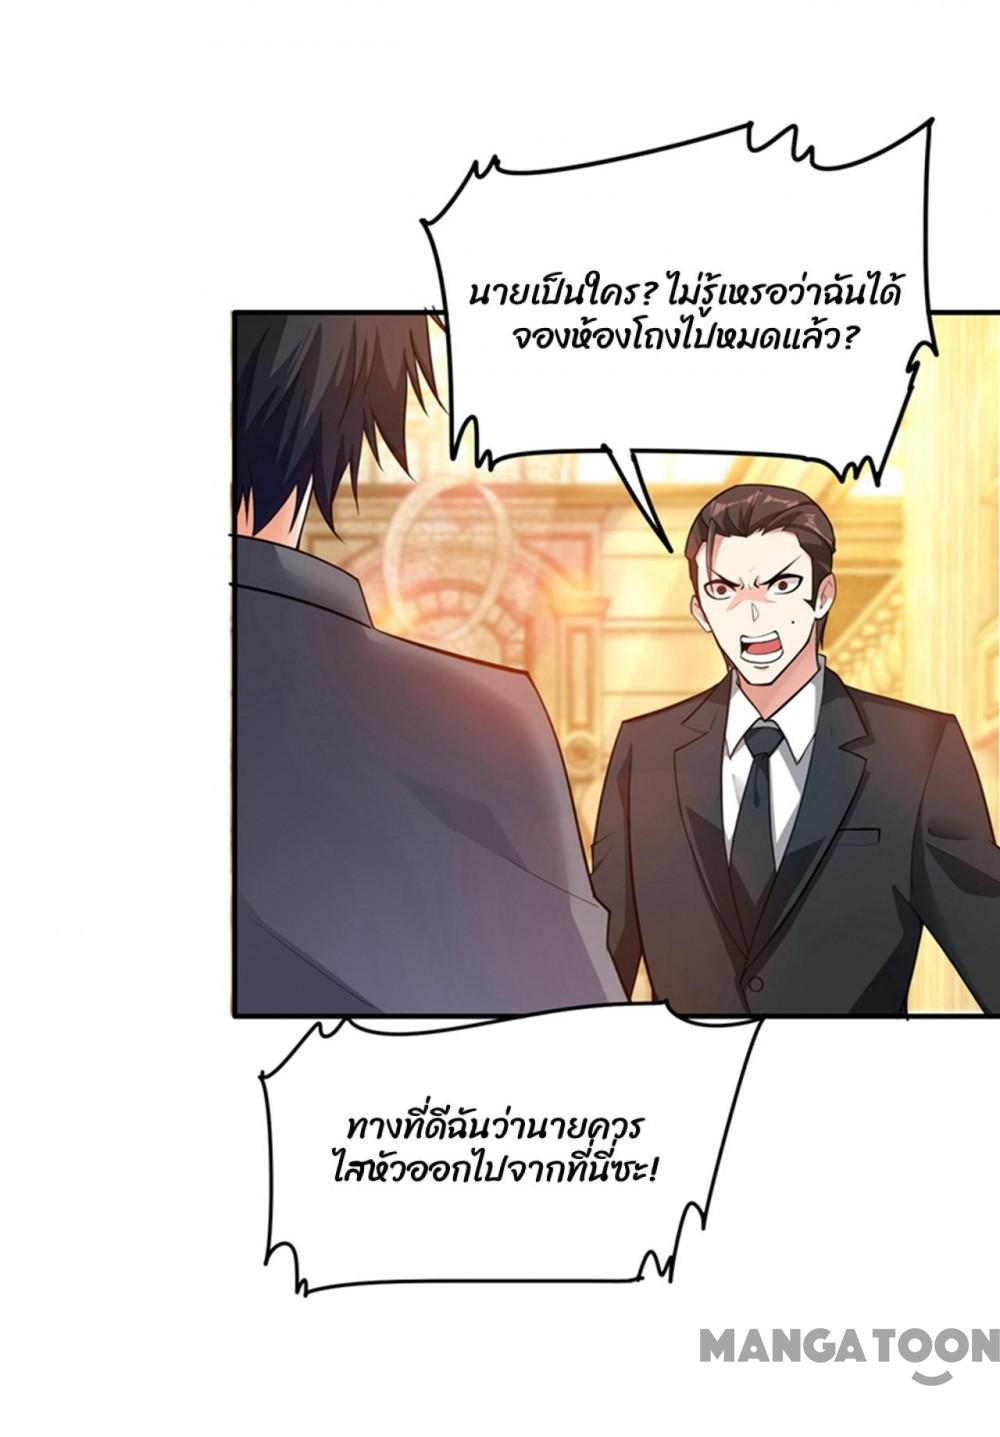 นายเป็นใคร? ไม่รู้เหรอว่าฉันได้
จองห้องโถงไปหมดแล้ว?
ทางที่ดีฉันว่านายควร
ไสหัวออกไปจากที่นี่ซะ!
MANGATOON